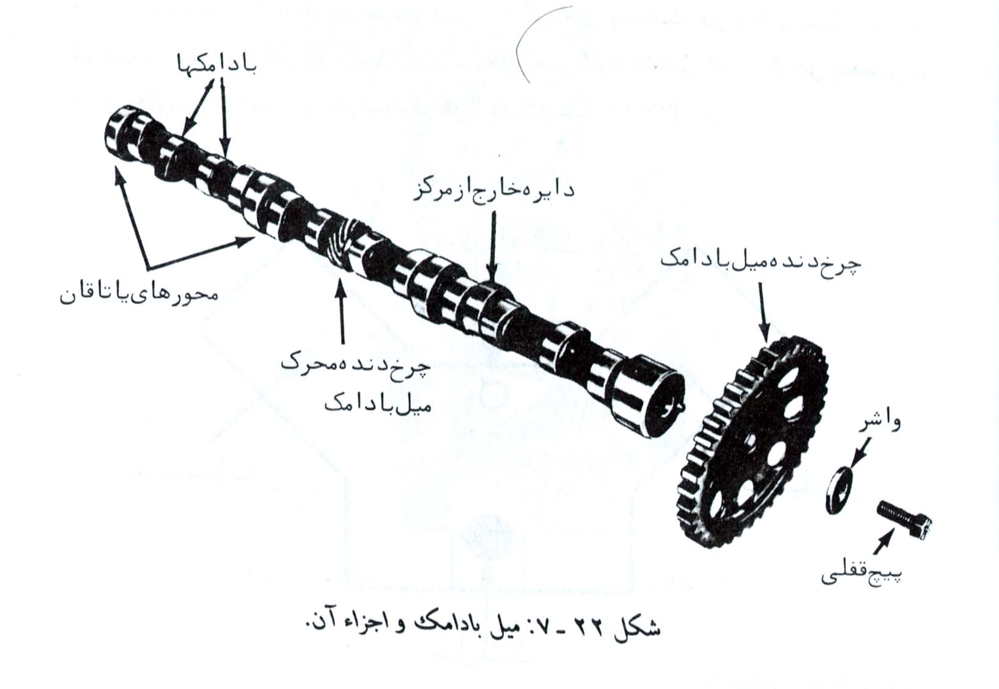 بادامکها
دایره خارج از مرکز
چرخ دنده میل بادامک
محورهای یاتاقان
چرخ دنده محرک
میل بادامک
واشر
پیچ قفلی
شکل ۲۲ - ۷: میل بادامک و اجزاء آن.